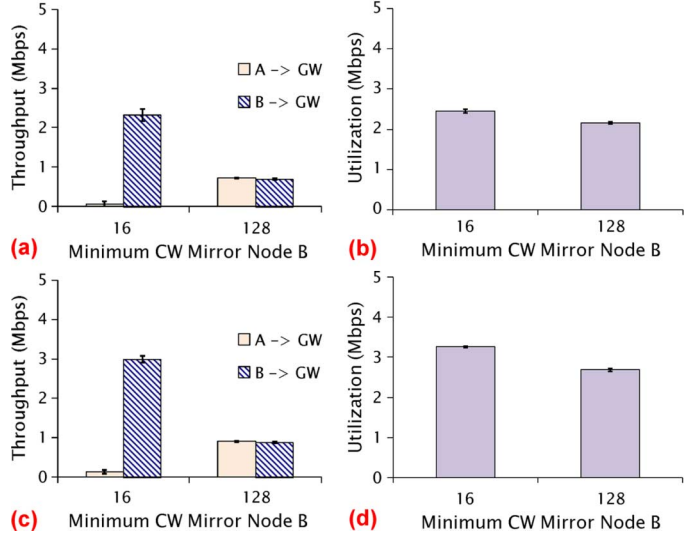 Throughput (Mbps)
5
4
3
2
1
0
A -> GW
B -> GW
16
128
Minimum CW Mirror Node B
(a)
Utilization (Mbps)
5
4
3
2
1
0
16
128
Minimum CW Mirror Node B
(b)
Throughput (Mbps)
5
4
3
2
1
0
A -> GW
B -> GW
16
128
Minimum CW Mirror Node B
(c)
Utilization (Mbps)
5
4
3
2
1
0
16
128
Minimum CW Mirror Node B
(d)